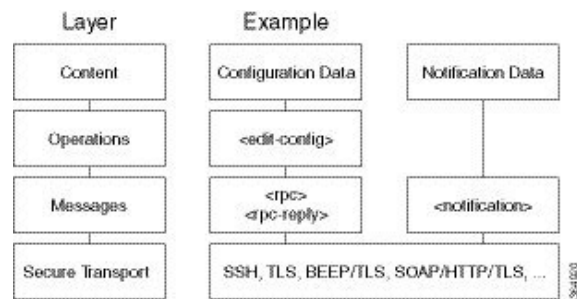 Layer Example
Content Configuration Data Notification Data
Operations <edit-config>
Messages <rpc> <notification>
<rpc-reply>
Secure Transport SSH, TLS, BEEP/TLS, SOAP/HTTP/TLS, ...